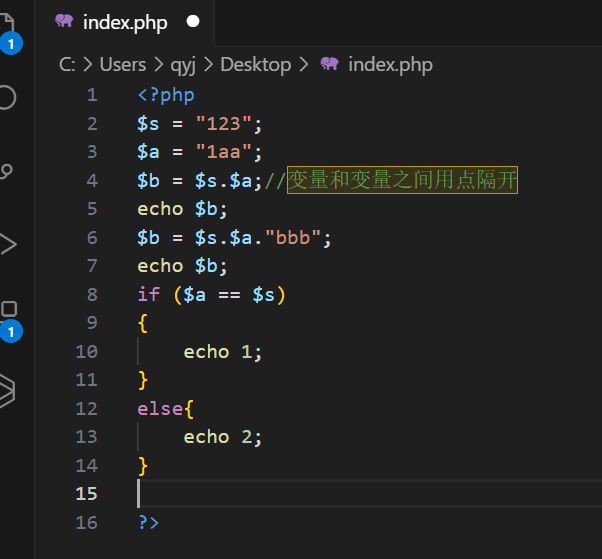 index.php
C: > Users > qyj > Desktop > index.php
1
1
1 <?php
2 $s = "123";
3 $a = "1aa";
4 $b = $s.$a;//变量和变量之间用点隔开
5 echo $b;
6 $b = $s.$a."bbb";
7 echo $b;
8 if ($a == $s)
9 {
10     echo 1;
11 }
12 else{
13     echo 2;
14 }
15
16 ?>